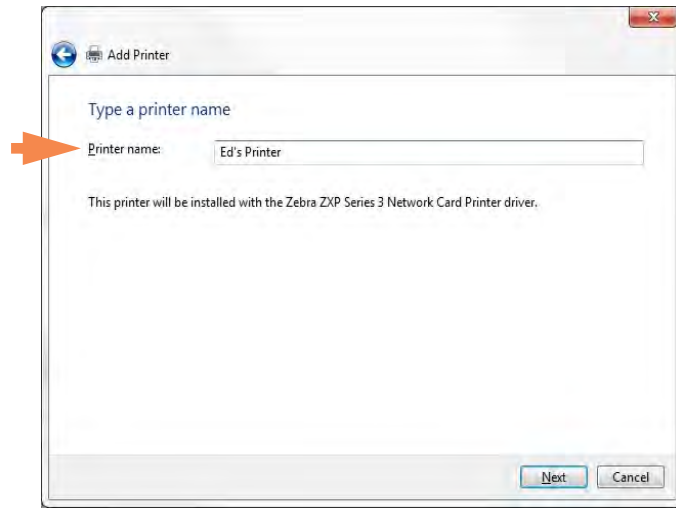 Add Printer
Type a printer name
Printer name: Ed's Printer
This printer will be installed with the Zebra ZXP Series 3 Network Card Printer driver.
Next Cancel